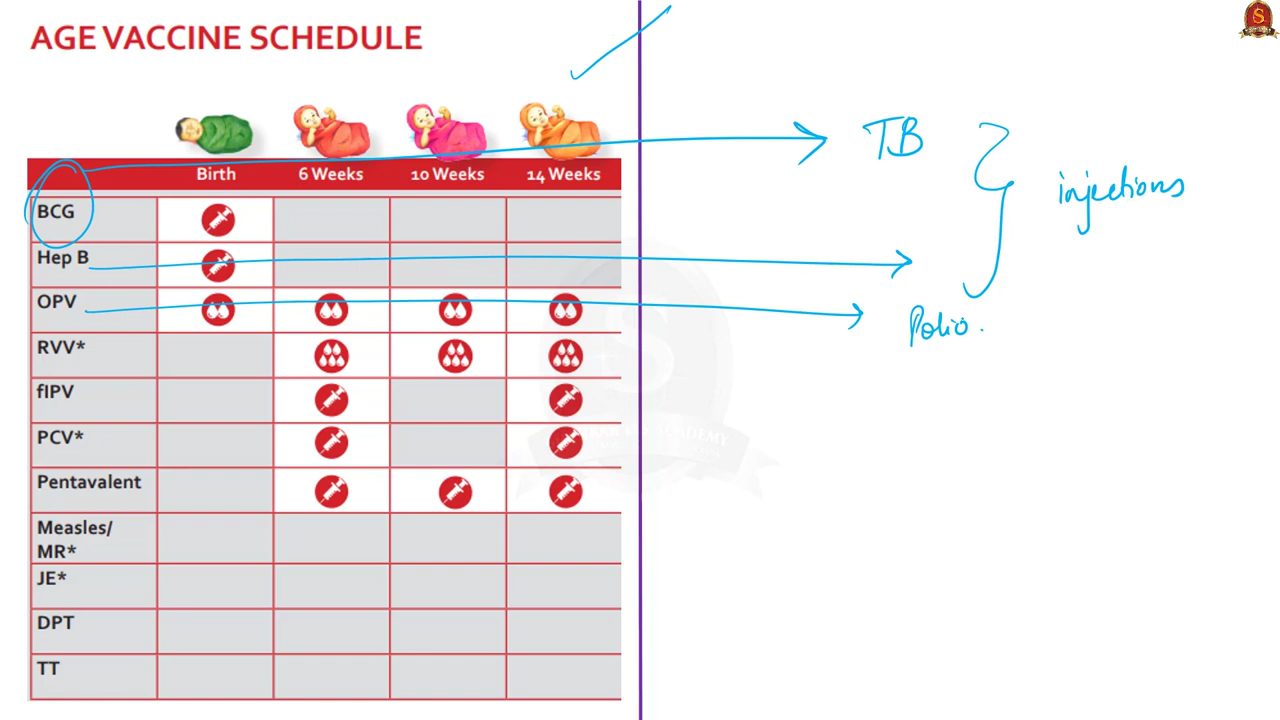 AGE VACCINE SCHEDULE
Birth 6 Weeks 10 Weeks 14 Weeks
BCG
Hep B
OPV
RVV*
fIPV
PCV*
Pentavalent
Measles/
MR*
JE*
DPT
TT
TB
injections
Polio.
S
ACADEMY